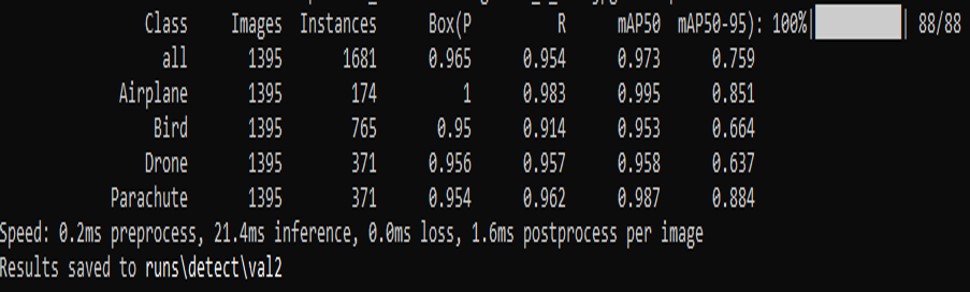 Class Images Instances Box(P R mAP50 mAP50-95): 100%| | 88/88
all 1395 1681 0.965 0.954 0.973 0.759
Airplane 1395 174 1 0.983 0.995 0.851
Bird 1395 765 0.95 0.914 0.953 0.664
Drone 1395 371 0.956 0.957 0.958 0.637
Parachute 1395 371 0.954 0.962 0.987 0.884
Speed: 0.2ms preprocess, 21.4ms inference, 0.0ms loss, 1.6ms postprocess per image
Results saved to runs\detect\val2